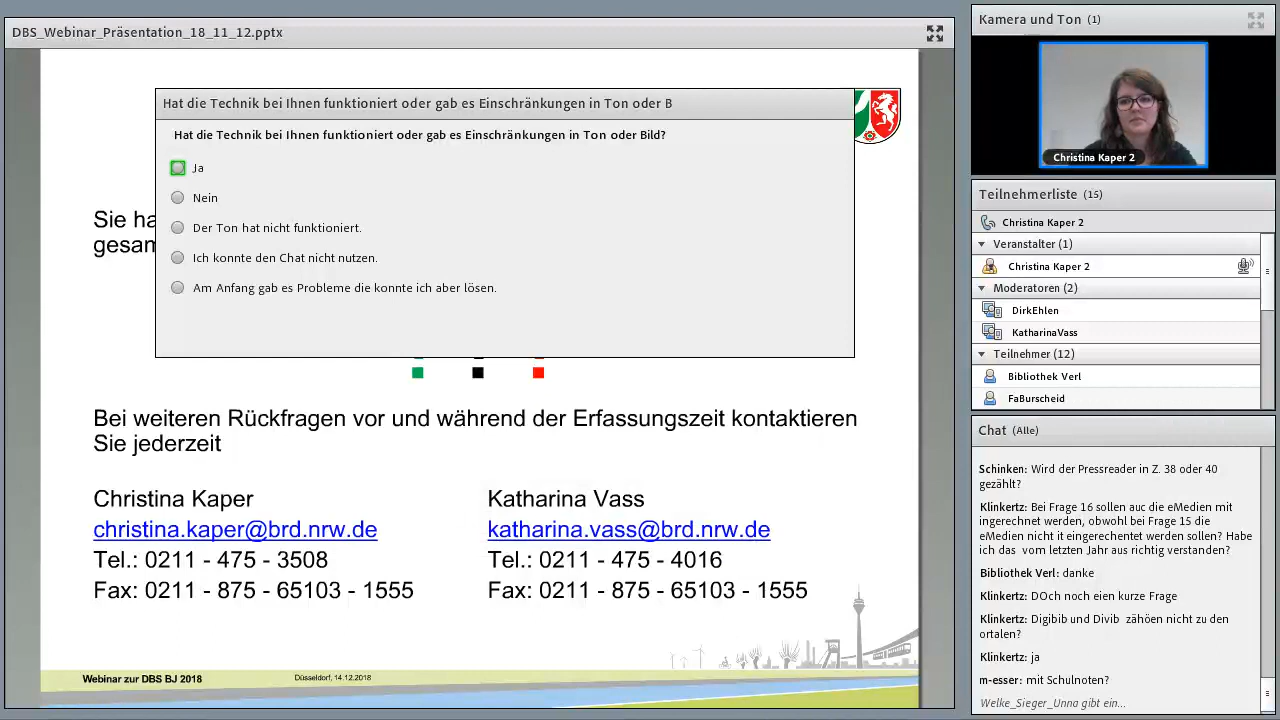 DBS_Webinar_Präsentation_18_11_12.pptx
Hat die Technik bei Ihnen funktioniert oder gab es Einschränkungen in Ton oder B
Hat die Technik bei Ihnen funktioniert oder gab es Einschränkungen in Ton oder Bild?
Ja
Nein
Der Ton hat nicht funktioniert.
Ich konnte den Chat nicht nutzen.
Am Anfang gab es Probleme die konnte ich aber lösen.
Sie ha
gesam
Bei weiteren Rückfragen vor und während der Erfassungszeit kontaktieren
Sie jederzeit
Christina Kaper
christina.kaper@brd.nrw.de
Tel.: 0211 - 475 - 3508
Fax: 0211 - 875 - 65103 - 1555
Katharina Vass
katharina.vass@brd.nrw.de
Tel.: 0211 - 475 - 4016
Fax: 0211 - 875 - 65103 - 1555
Webinar zur DBS BJ 2018
Düsseldorf, 14.12.2018
Kamera und Ton (1)
Christina Kaper 2
Teilnehmerliste (15)
Christina Kaper 2
Veranstalter (1)
Christina Kaper 2
Moderatoren (2)
DirkEhlen
KatharinaVass
Teilnehmer (12)
Bibliothek Verl
FaBurscheid
Chat (Alle)
Schinken: Wird der Pressreader in Z. 38 oder 40
gezählt?
Klinkertz: Bei Frage 16 sollen auc die eMedien mit
ingerechnet werden, obwohl bei Frage 15 die
eMedien nicht it eingerechentet werden sollen? Habe
ich das vom letzten Jahr aus richtig verstanden?
Bibliothek Verl: danke
Klinkertz: DOch noch eien kurze Frage
Klinkertz: Digibib und Divib zähöen nicht zu den
ortalen?
Klinkertz: ja
m-esser: mit Schulnoten?
Welke_Sieger_Unna gibt ein...